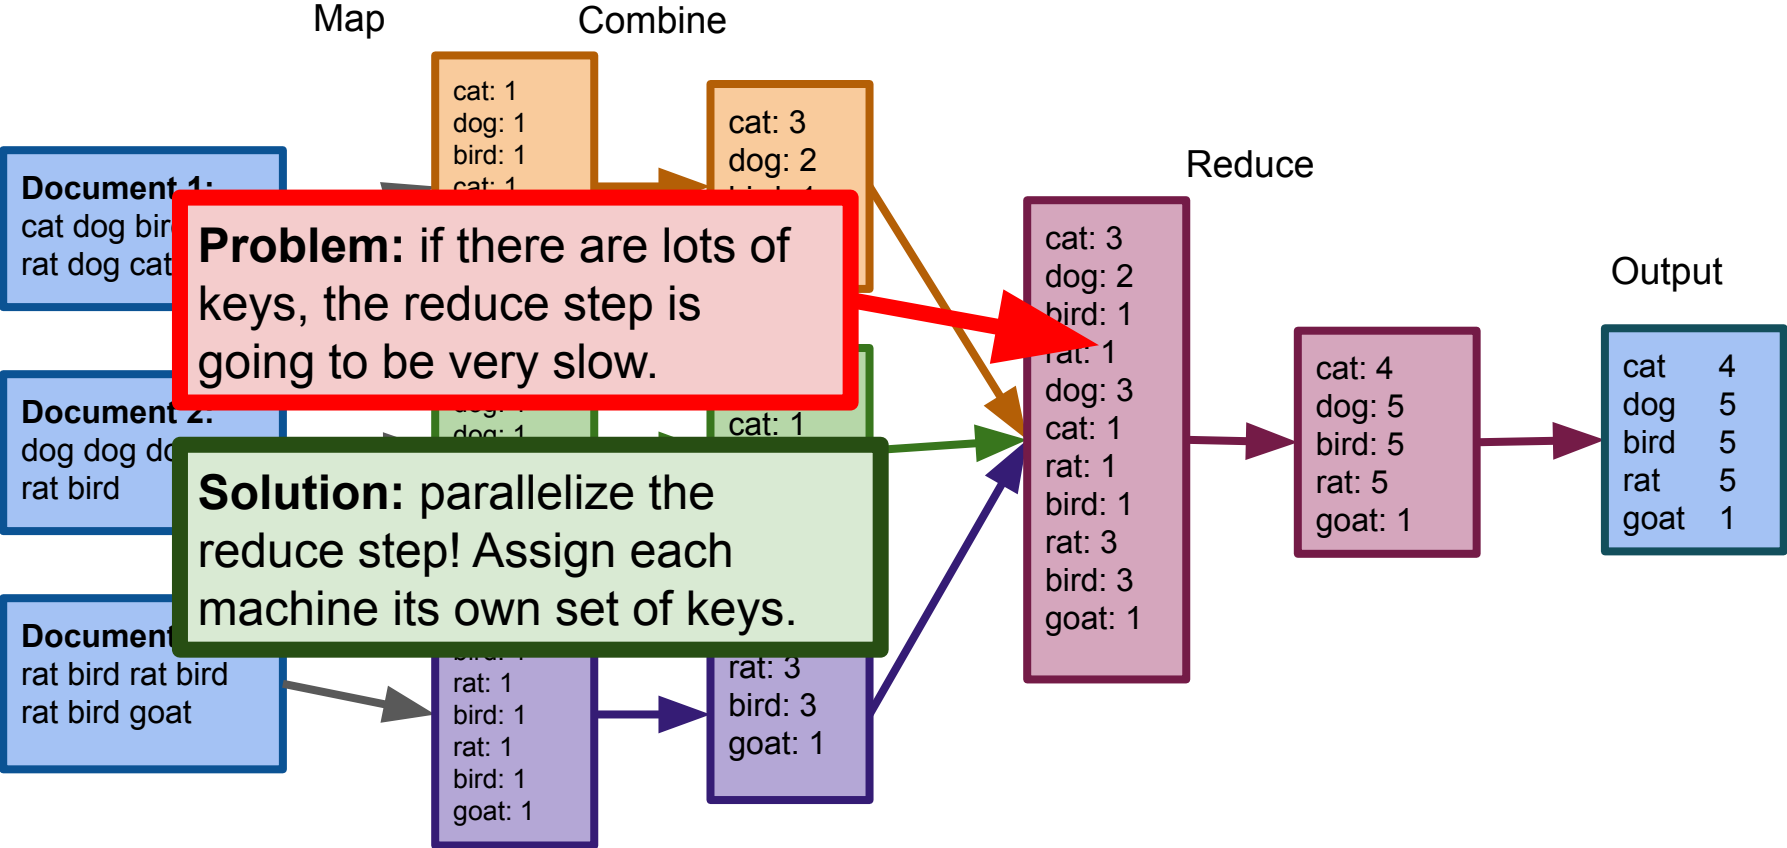 Map
Combine
Reduce
Output
Document 1:
cat dog
rat dog cat
Document 2:
dog dog
rat bird
Document
rat bird rat bird
rat bird goat
cat: 1
dog: 1
bird: 1
cat: 1
dog: 1
rat: 1
bird: 1
rat: 1
bird: 1
goat: 1
cat: 3
dog: 2
cat: 1
rat: 3
bird: 3
goat: 1
Problem: if there are lots of
keys, the reduce step is
going to be very slow.
Solution: parallelize the
reduce step! Assign each
machine its own set of keys.
cat: 3
dog: 2
bird: 1
rat: 1
dog: 3
cat: 1
rat: 1
bird: 1
rat: 3
bird: 3
goat: 1
cat: 4
dog: 5
bird: 5
rat: 5
goat: 1
cat 4
dog 5
bird 5
rat 5
goat 1